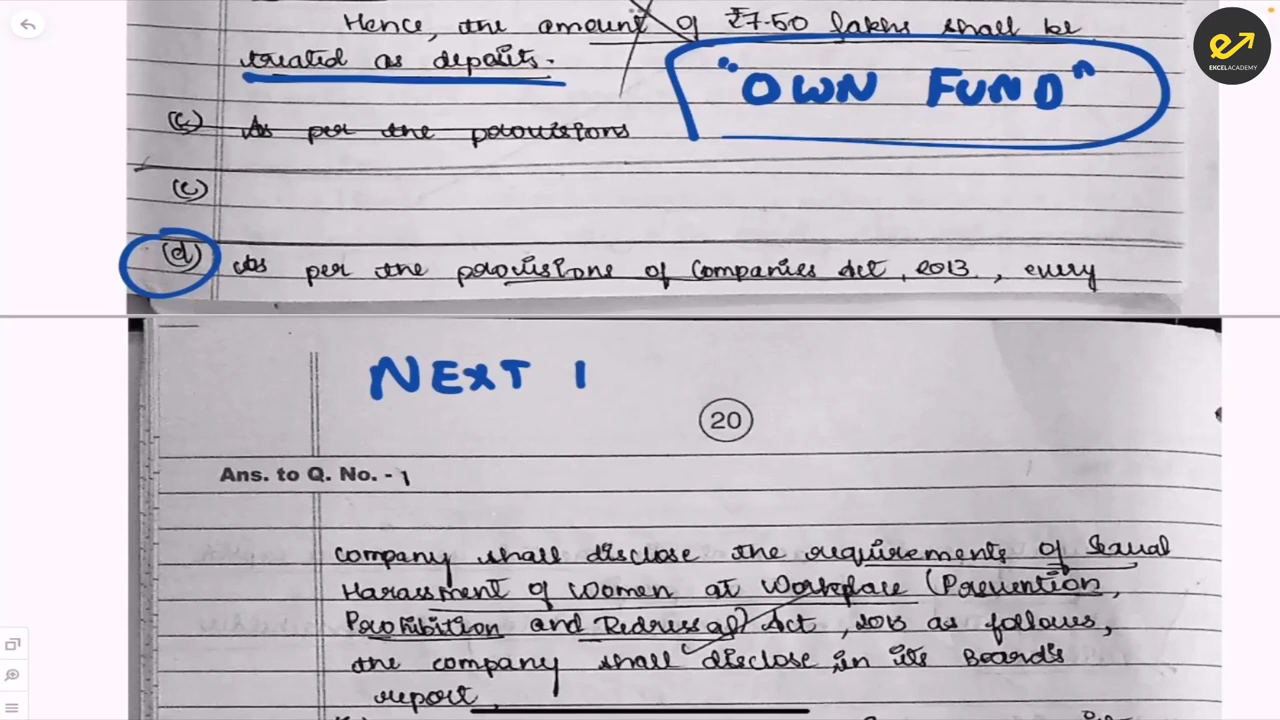 Hence, the amount of ₹7.50 lakhs shall be
treated as deposits.
"OWN FUND"
EXCEL ACADEMY
(c) As per the provisions
(c)
(d) As per the provisions of Companies Act, 2013, every
NEXT 1
20
Ans. to Q. No. - 1
company shall disclose the requirements of Sexual
Harassment of Women at Workplace (Prevention,
Prohibition and Redressal) Act, 2013 as follows,
the company shall disclose in its Board's
report